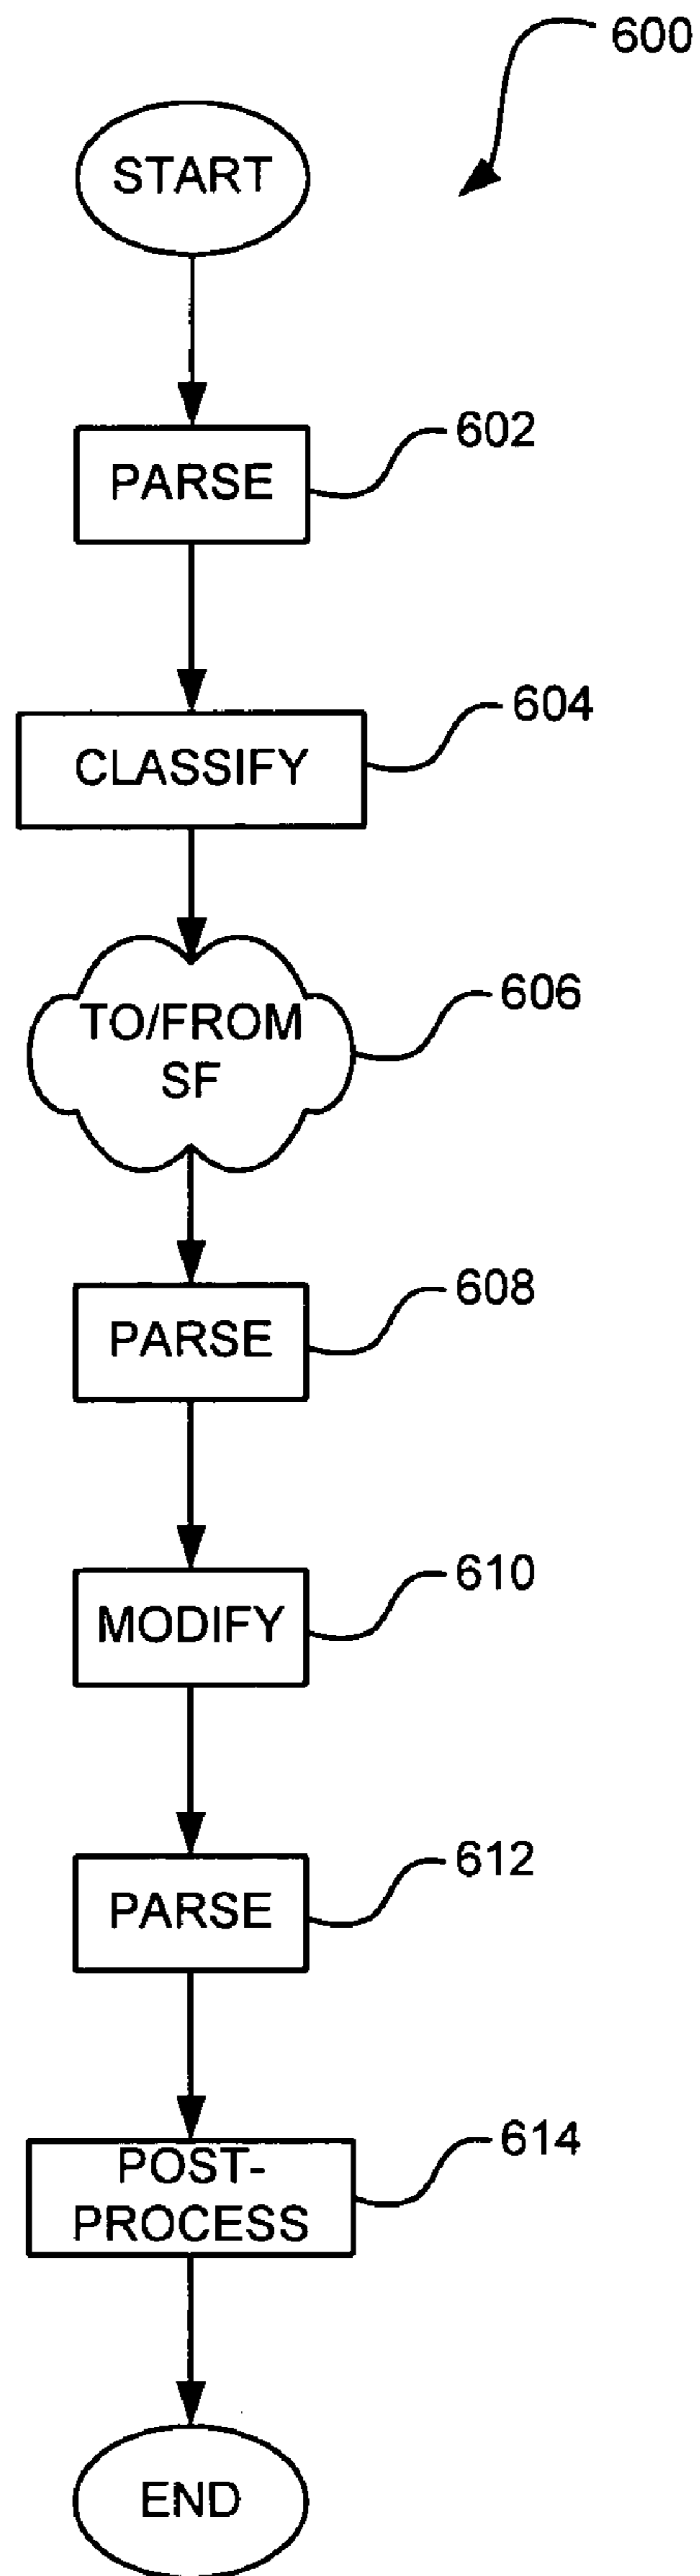 600
START
PARSE
602
CLASSIFY
604
TO/FROM
SF
606
PARSE
608
MODIFY
610
PARSE
612
POST-
PROCESS
614
END